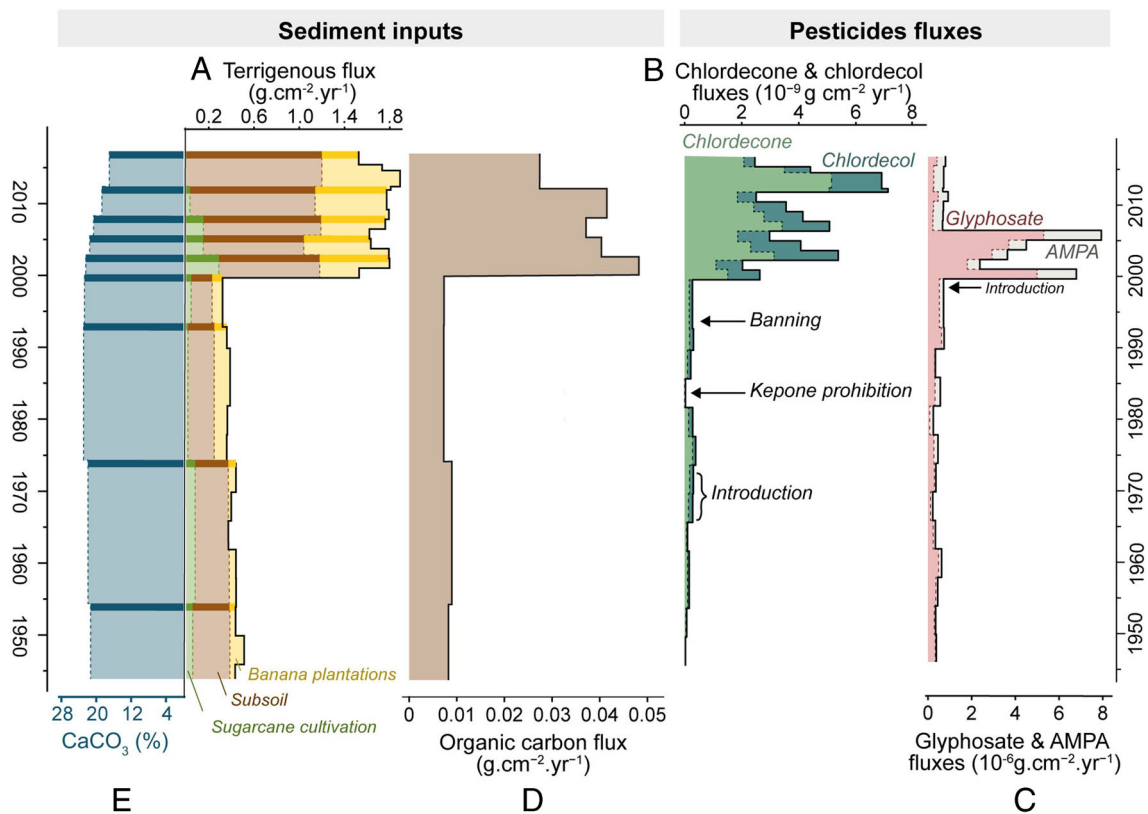 Sediment inputs
Pesticides fluxes
A
Terrigenous flux
(g.cm⁻².yr⁻¹)
0.2 0.6 1.0 1.4 1.8
B
Chlordecone & chlordecol
fluxes (10⁻⁹ g cm⁻² yr⁻¹)
0 2 4 6 8
Chlordecone
Chlordecol
Glyphosate
AMPA
Introduction
Banning
Kepone prohibition
Introduction
2010
2000
1990
1980
1970
1960
1950
2010
2000
1990
1980
1970
1960
1950
Banana plantations
Subsoil
Sugarcane cultivation
28 20 12 4
CaCO₃ (%)
0 0.01 0.02 0.03 0.04 0.05
Organic carbon flux
(g.cm⁻².yr⁻¹)
0 2 4 6 8
Glyphosate & AMPA
fluxes (10⁻⁶g.cm⁻².yr⁻¹)
E
D
C